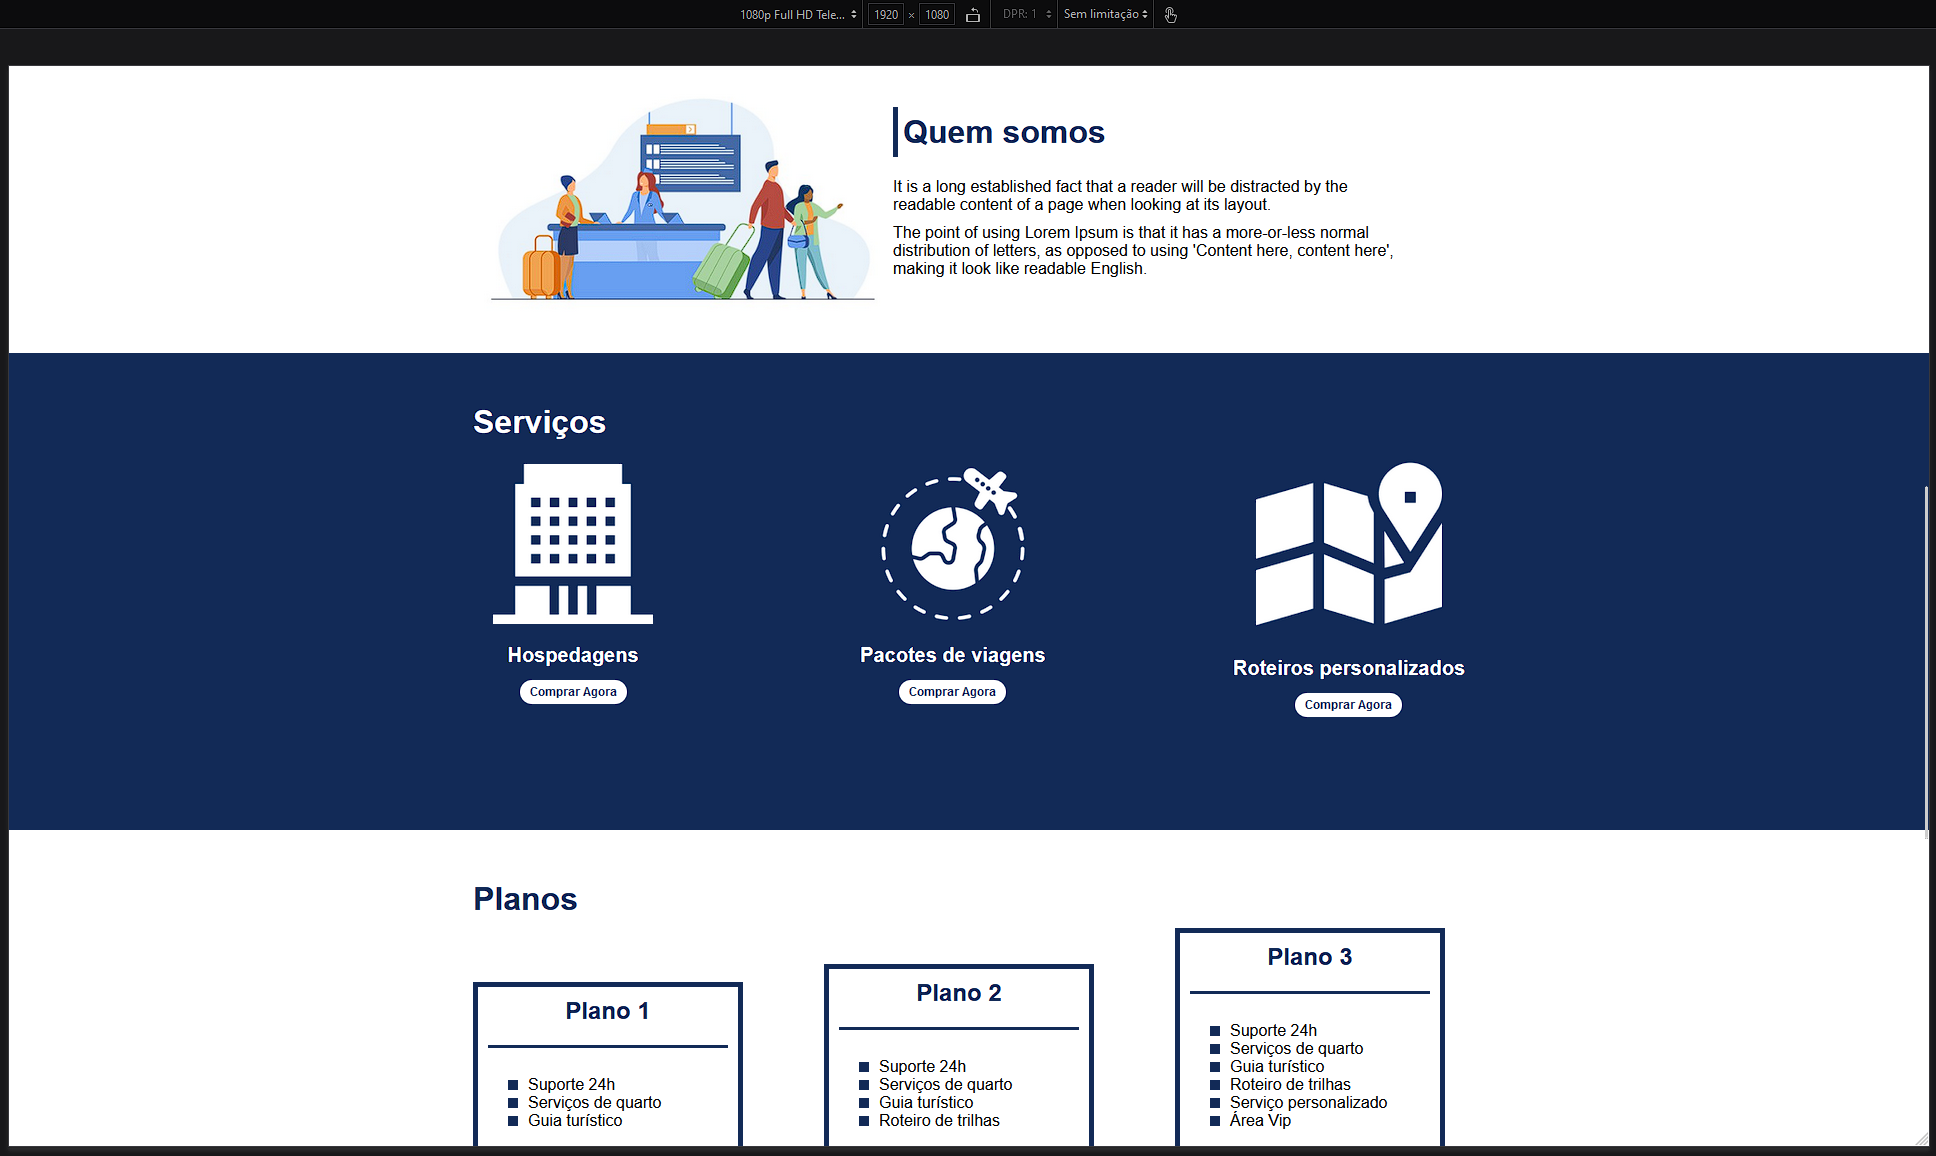 1080p Full HD Tele... 1920 × 1080 DPR: 1 Sem limitação
Quem somos
It is a long established fact that a reader will be distracted by the
readable content of a page when looking at its layout.
The point of using Lorem Ipsum is that it has a more-or-less normal
distribution of letters, as opposed to using 'Content here, content here',
making it look like readable English.
Serviços
Hospedagens
Comprar Agora
Pacotes de viagens
Comprar Agora
Roteiros personalizados
Comprar Agora
Planos
Plano 1
Suporte 24h
Serviços de quarto
Guia turístico
Plano 2
Suporte 24h
Serviços de quarto
Guia turístico
Roteiro de trilhas
Plano 3
Suporte 24h
Serviços de quarto
Guia turístico
Roteiro de trilhas
Serviço personalizado
Área Vip